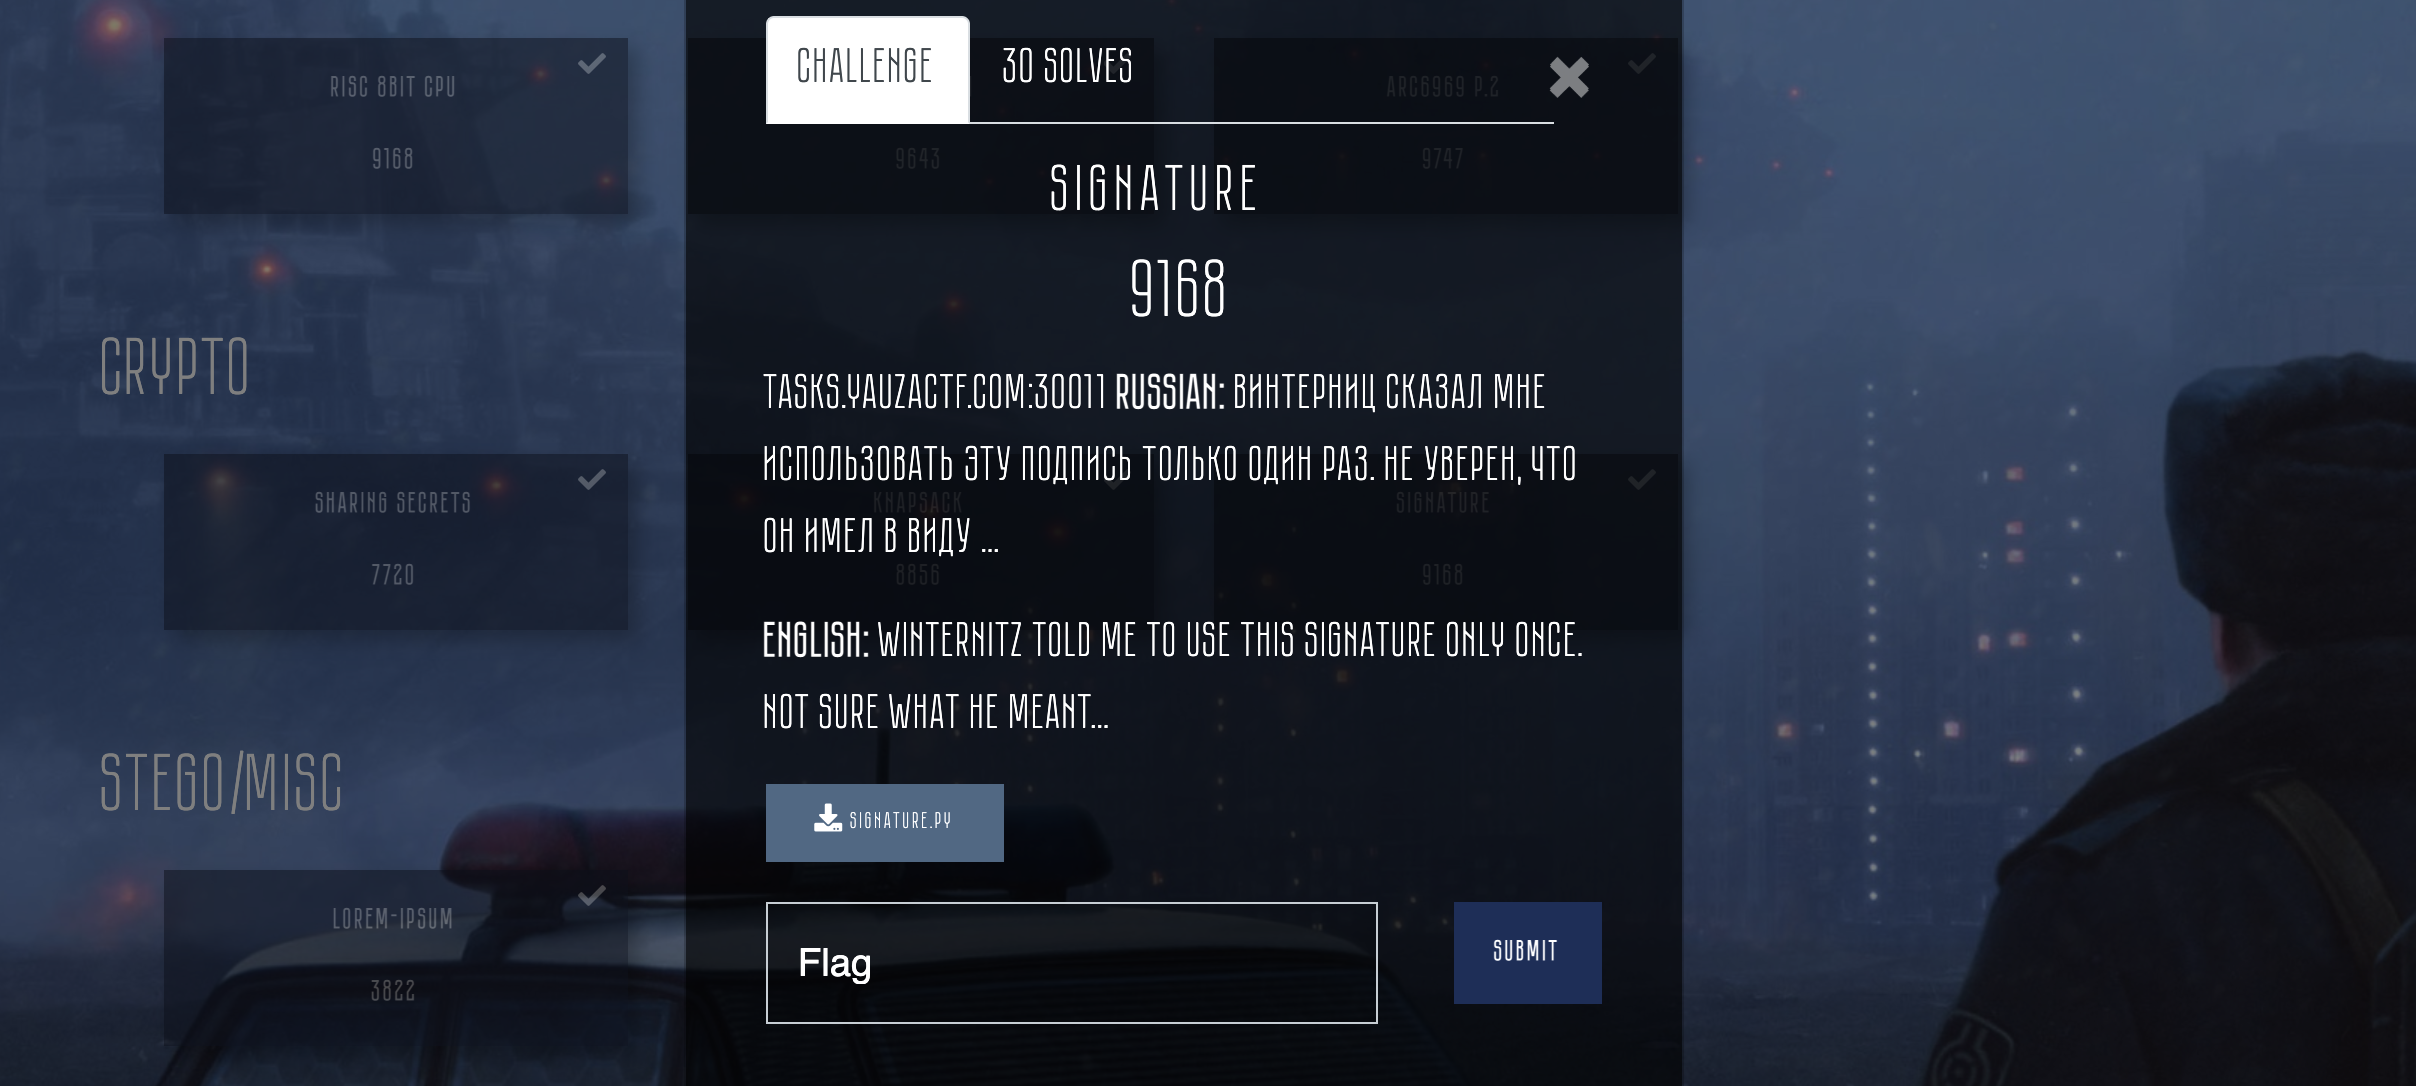 RISC 8BIT CPU
9168
9643
ARC6969 P.2
9747
CHALLENGE
30 SOLVES
SIGNATURE
9168
TASKS.YAUZACTF.COM:30011 RUSSIAN: ВИНТЕРНИЦ СКАЗАЛ МНЕ
ИСПОЛЬЗОВАТЬ ЭТУ ПОДПИСЬ ТОЛЬКО ОДИН РАЗ. НЕ УВЕРЕН, ЧТО
ОН ИМЕЛ В ВИДУ ...
ENGLISH: WINTERNITZ TOLD ME TO USE THIS SIGNATURE ONLY ONCE.
NOT SURE WHAT HE MEANT...
SIGNATURE.PY
Flag
SUBMIT
CRYPTO
SHARING SECRETS
7720
KNAPSACK
8856
SIGNATURE
9168
STEGO/MISC
LOREM-IPSUM
3822